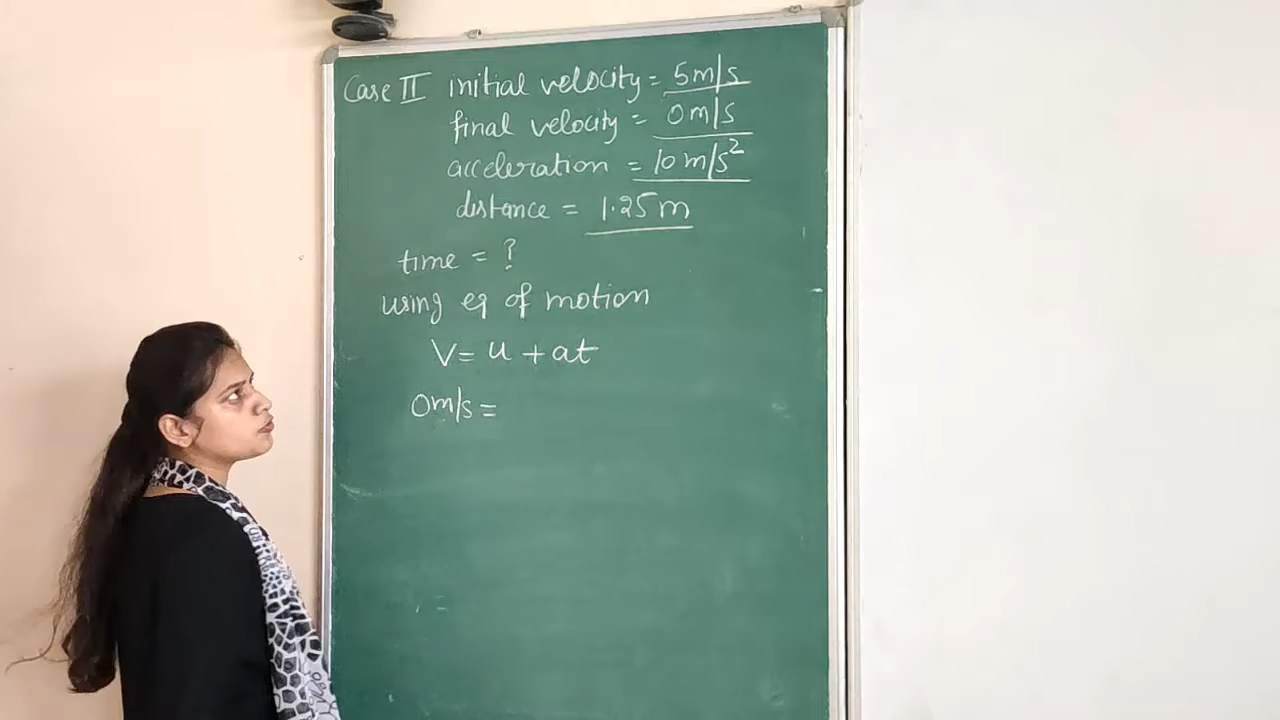 Case II initial velocity = 5m/s
final velocity = 0m/s
acceleration = 10m/s²
distance = 1.25m
time = ?
using eq of motion
V = u + at
0m/s =